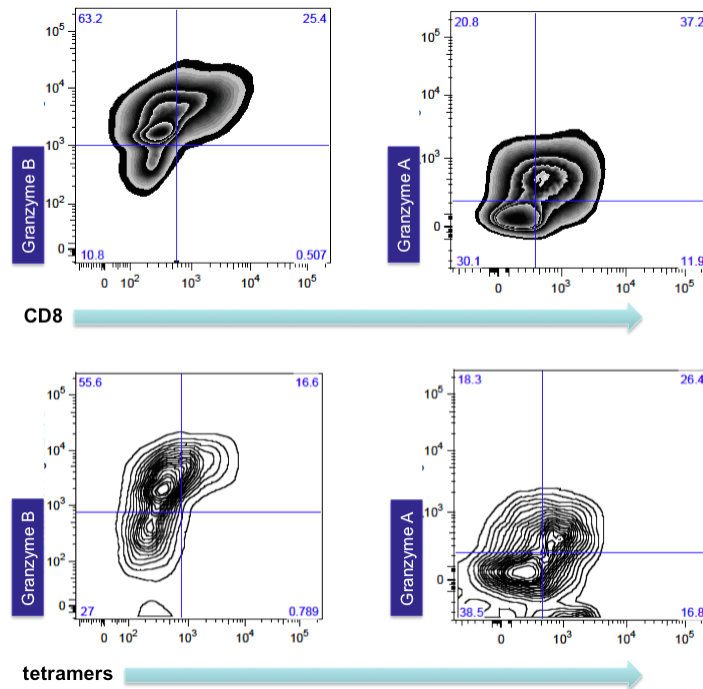 63.2 25.4
10⁵
10⁴
10³
10²
0
Granzyme B
10.8 0.507
0 10² 10³ 10⁴ 10⁵
20.8 37.2
10⁵
10⁴
10³
0
Granzyme A
30.1 11.9
0 10³ 10⁴ 10⁵
CD8
55.6 16.6
10⁵
10⁴
10³
10²
0
Granzyme B
27 0.789
0 10² 10³ 10⁴ 10⁵
18.3 26.4
10⁵
10⁴
10³
0
Granzyme A
38.5 16.8
0 10³ 10⁴ 10⁵
tetramers